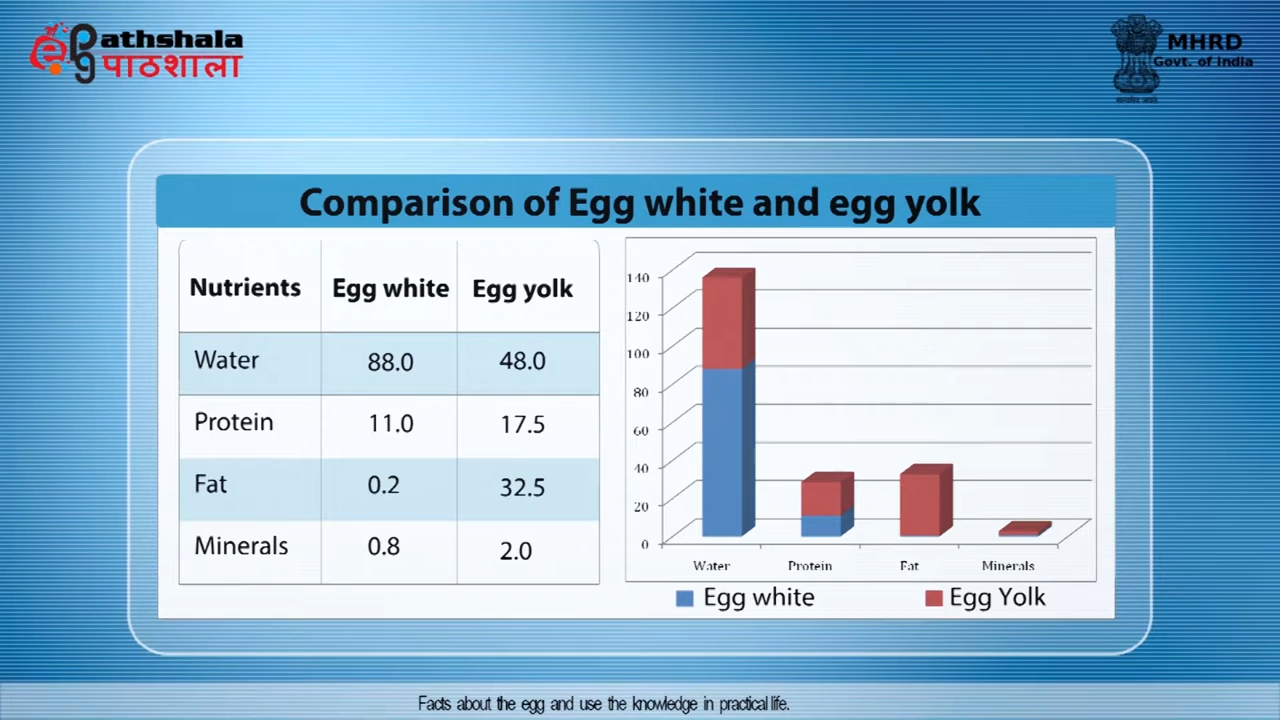 athshala
पाठशाला
MHRD
Govt. of India
Comparison of Egg white and egg yolk
Nutrients Egg white Egg yolk
Water 88.0 48.0
Protein 11.0 17.5
Fat 0.2 32.5
Minerals 0.8 2.0
140
120
100
80
60
40
20
0
Water Protein Fat Minerals
Egg white Egg Yolk
Facts about the egg and use the knowledge in practical life.